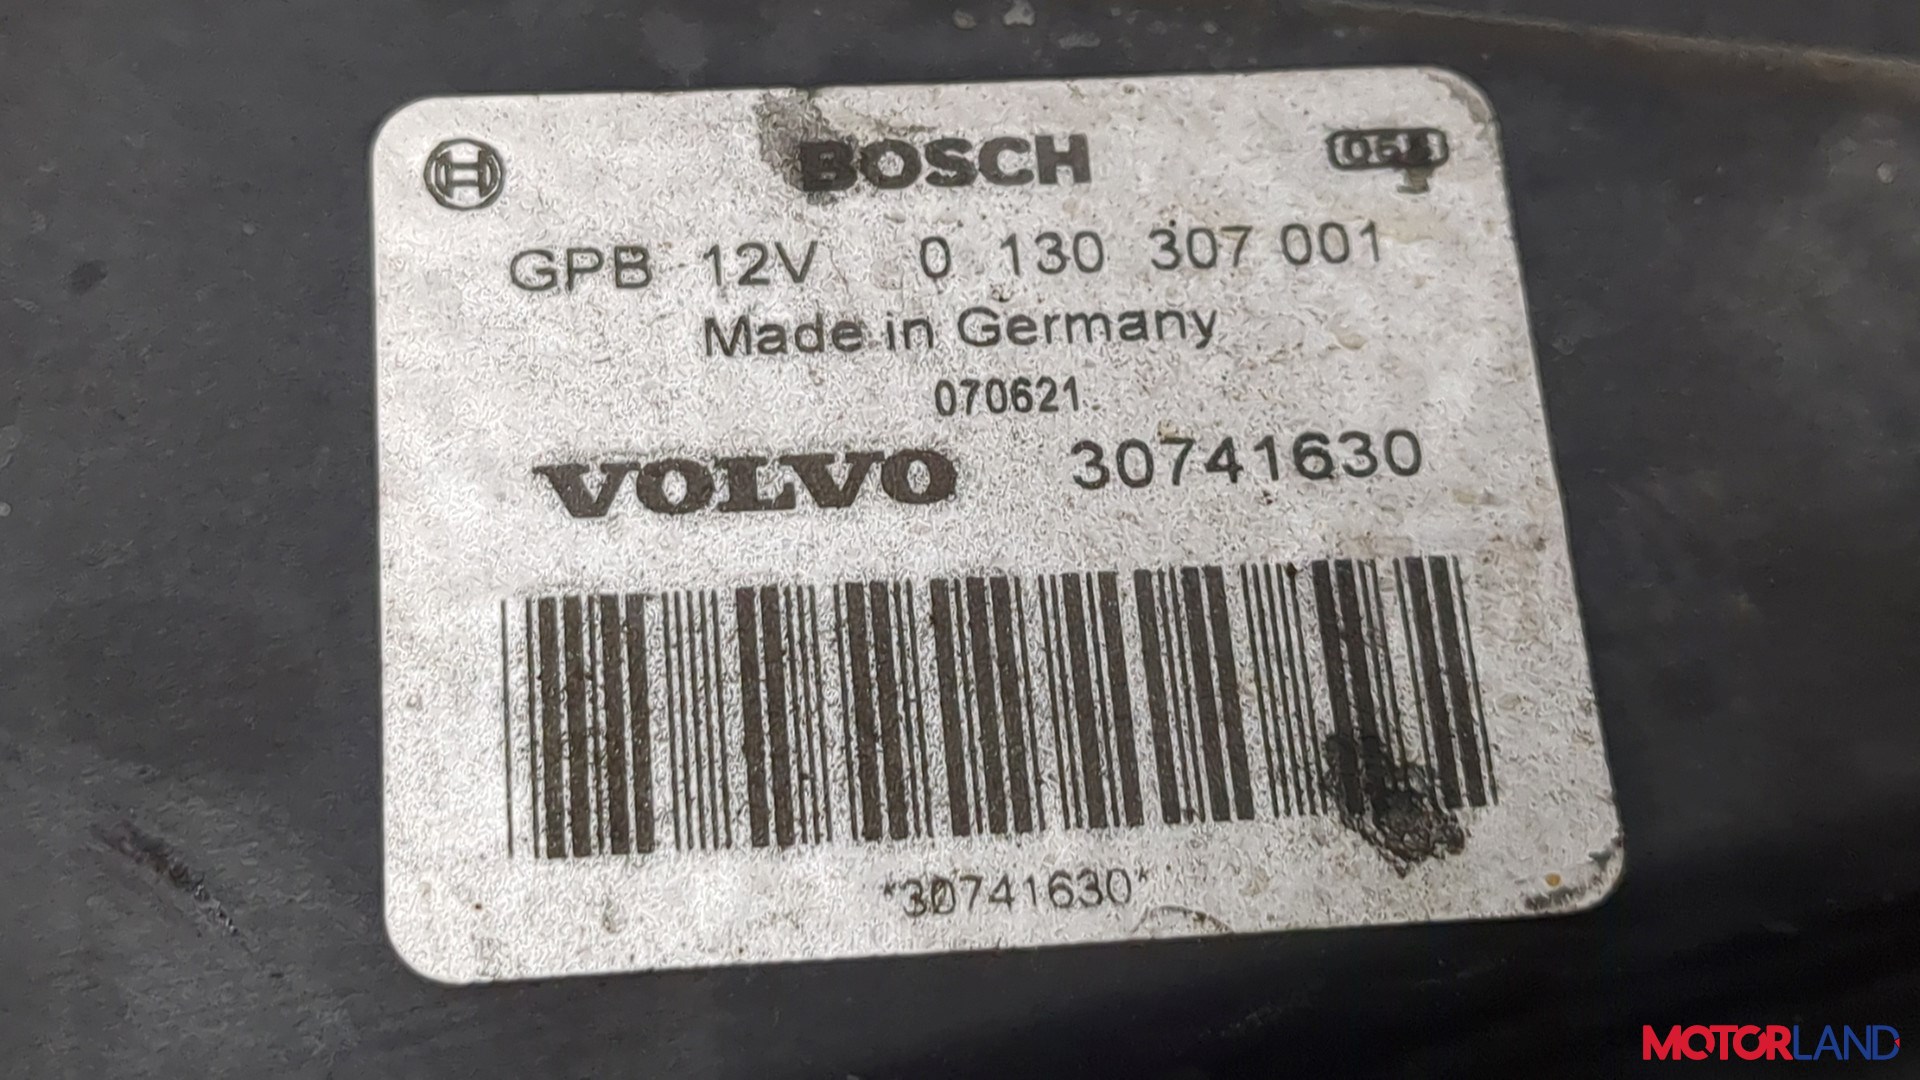 BOSCH
GPB 12V 0 130 307 001
Made in Germany
070621
VOLVO 30741630
*30741630*
MOTORLAND